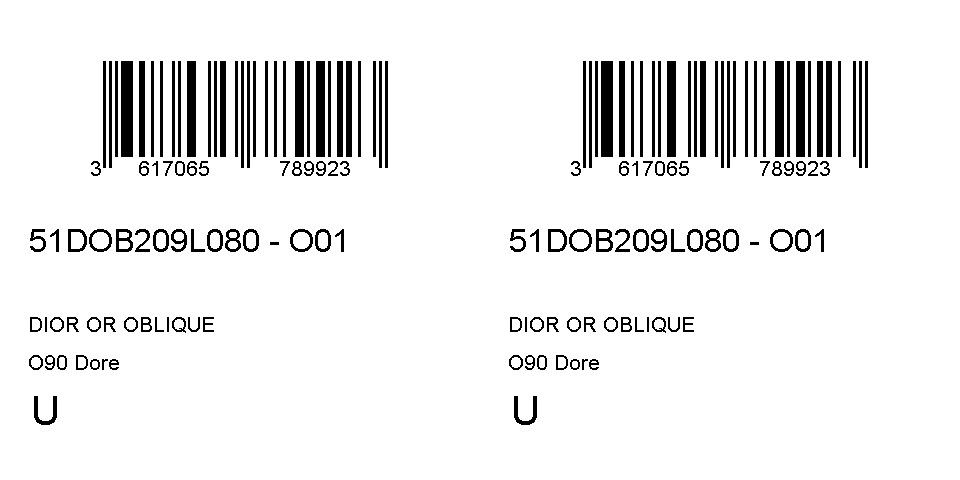 3 617065 789923
51DOB209L080 - O01
DIOR OR OBLIQUE
O90 Dore
U
3 617065 789923
51DOB209L080 - O01
DIOR OR OBLIQUE
O90 Dore
U